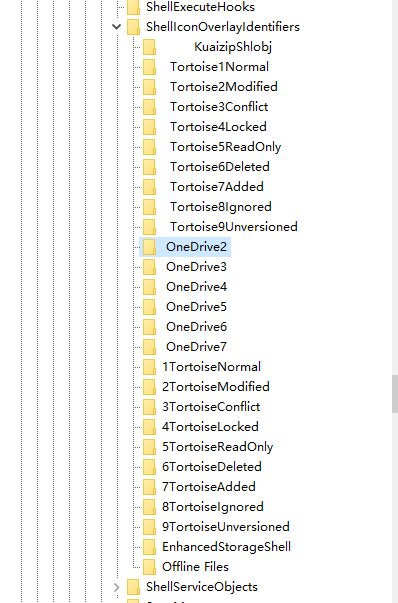 ShellExecuteHooks
ShellIconOverlayIdentifiers
KuaizipShlobj
Tortoise1Normal
Tortoise2Modified
Tortoise3Conflict
Tortoise4Locked
Tortoise5ReadOnly
Tortoise6Deleted
Tortoise7Added
Tortoise8Ignored
Tortoise9Unversioned
OneDrive2
OneDrive3
OneDrive4
OneDrive5
OneDrive6
OneDrive7
1TortoiseNormal
2TortoiseModified
3TortoiseConflict
4TortoiseLocked
5TortoiseReadOnly
6TortoiseDeleted
7TortoiseAdded
8TortoiseIgnored
9TortoiseUnversioned
EnhancedStorageShell
Offline Files
ShellServiceObjects